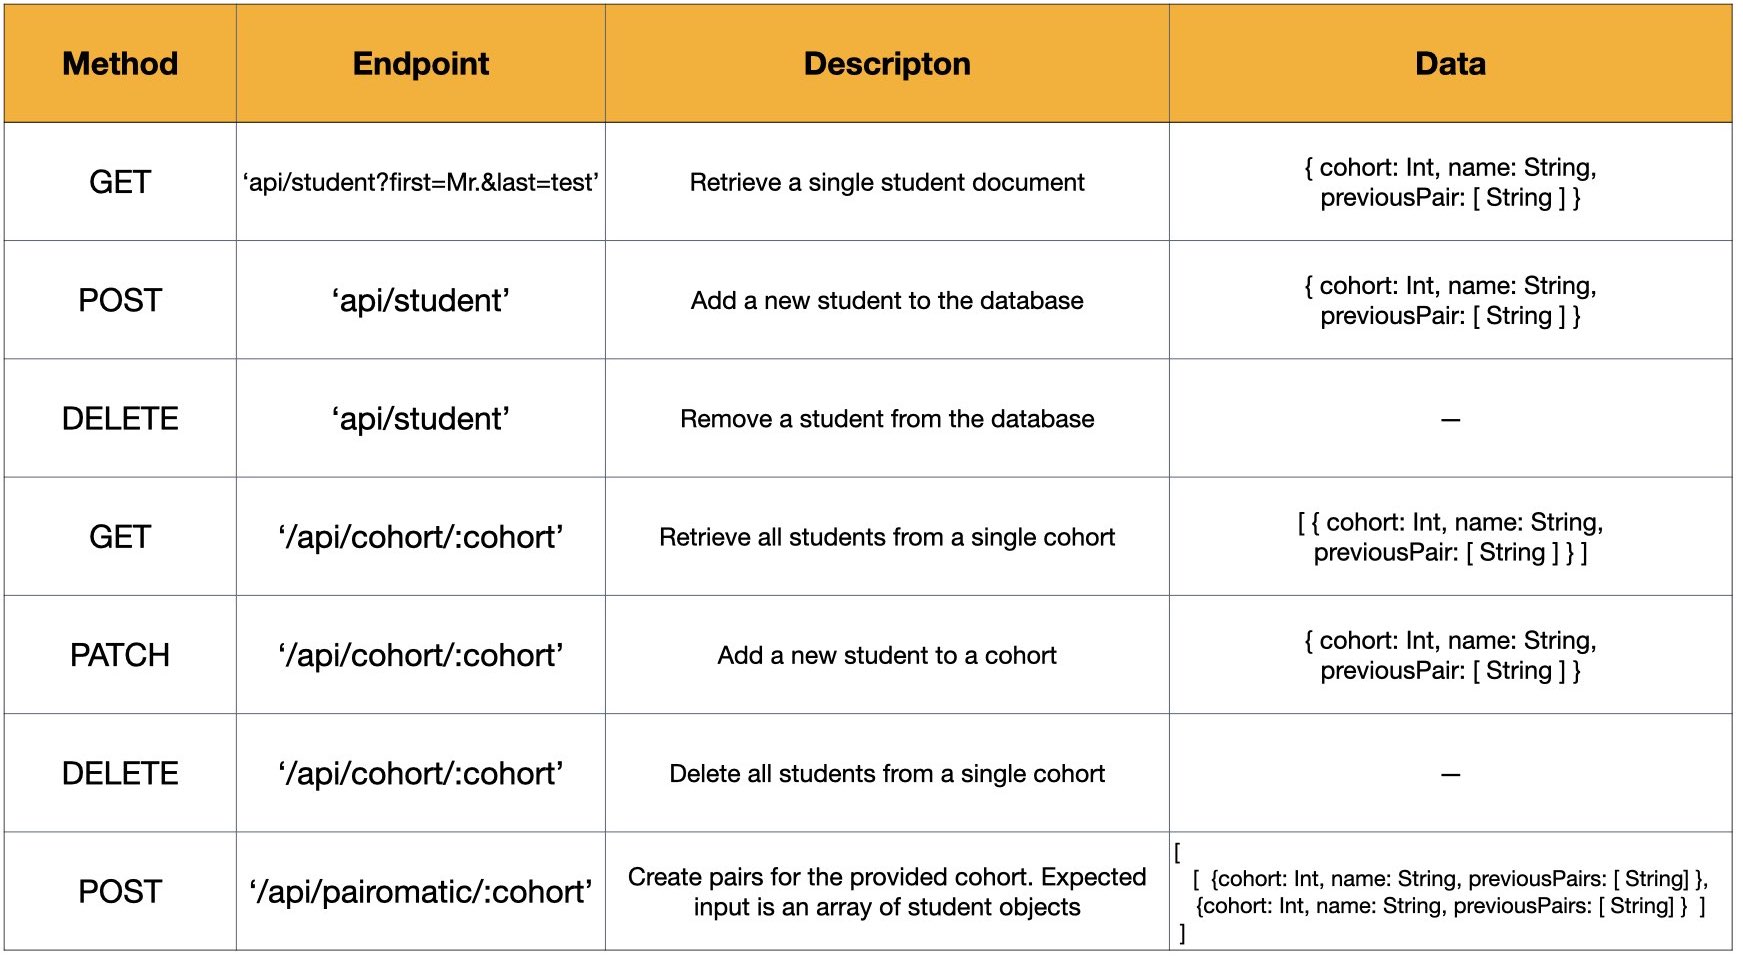 Method Endpoint Descripton Data
GET ‘api/student?first=Mr.&last=test’ Retrieve a single student document { cohort: Int, name: String,
previousPair: [ String ] }
POST ‘api/student’ Add a new student to the database { cohort: Int, name: String,
previousPair: [ String ] }
DELETE ‘api/student’ Remove a student from the database —
GET ‘/api/cohort/:cohort’ Retrieve all students from a single cohort [ { cohort: Int, name: String,
previousPair: [ String ] } ]
PATCH ‘/api/cohort/:cohort’ Add a new student to a cohort { cohort: Int, name: String,
previousPair: [ String ] }
DELETE ‘/api/cohort/:cohort’ Delete all students from a single cohort —
POST ‘/api/pairomatic/:cohort’ Create pairs for the provided cohort. Expected
input is an array of student objects
[
[ {cohort: Int, name: String, previousPairs: [ String] },
{cohort: Int, name: String, previousPairs: [ String] } ]
]